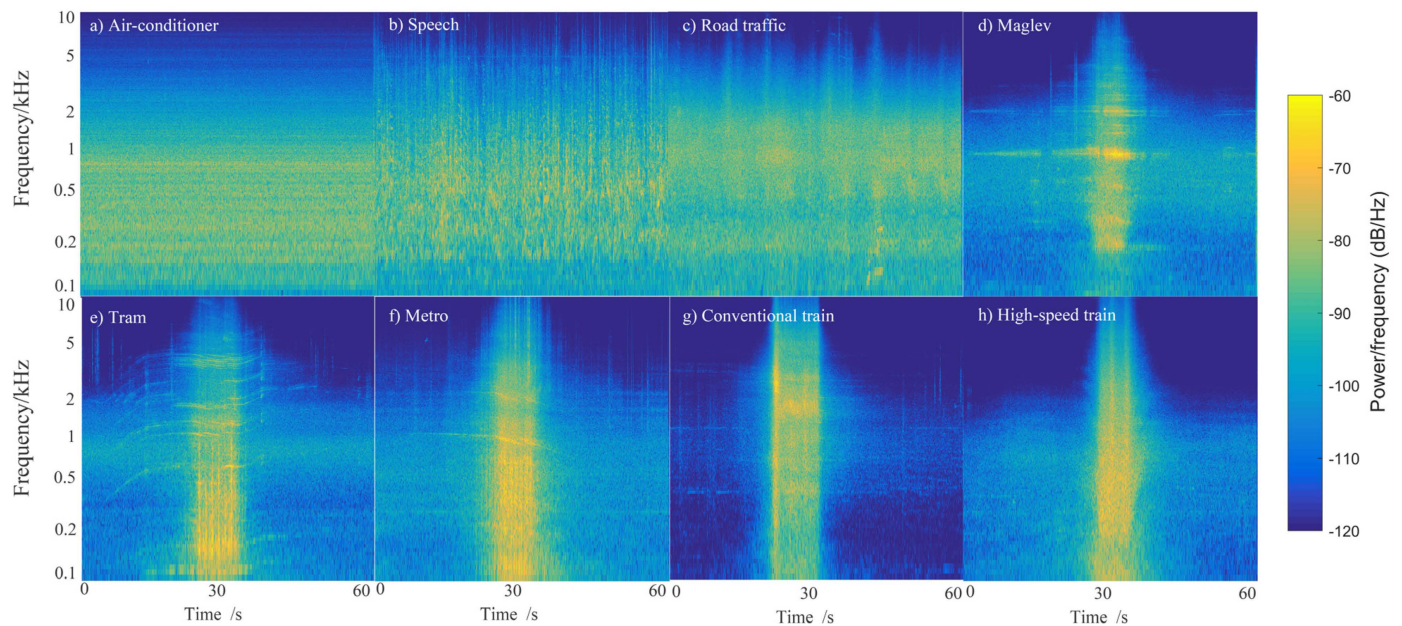 a) Air-conditioner
b) Speech
c) Road traffic
d) Maglev
10
5
2
1
0.5
0.2
0.1
Frequency/kHz
e) Tram
f) Metro
g) Conventional train
h) High-speed train
10
5
2
1
0.5
0.2
0.1
Frequency/kHz
0 30 60
0 30 60
0 30 60
0 30 60
Time /s
Time /s
Time /s
Time /s
-60
-70
-80
-90
-100
-110
-120
Power/frequency (dB/Hz)